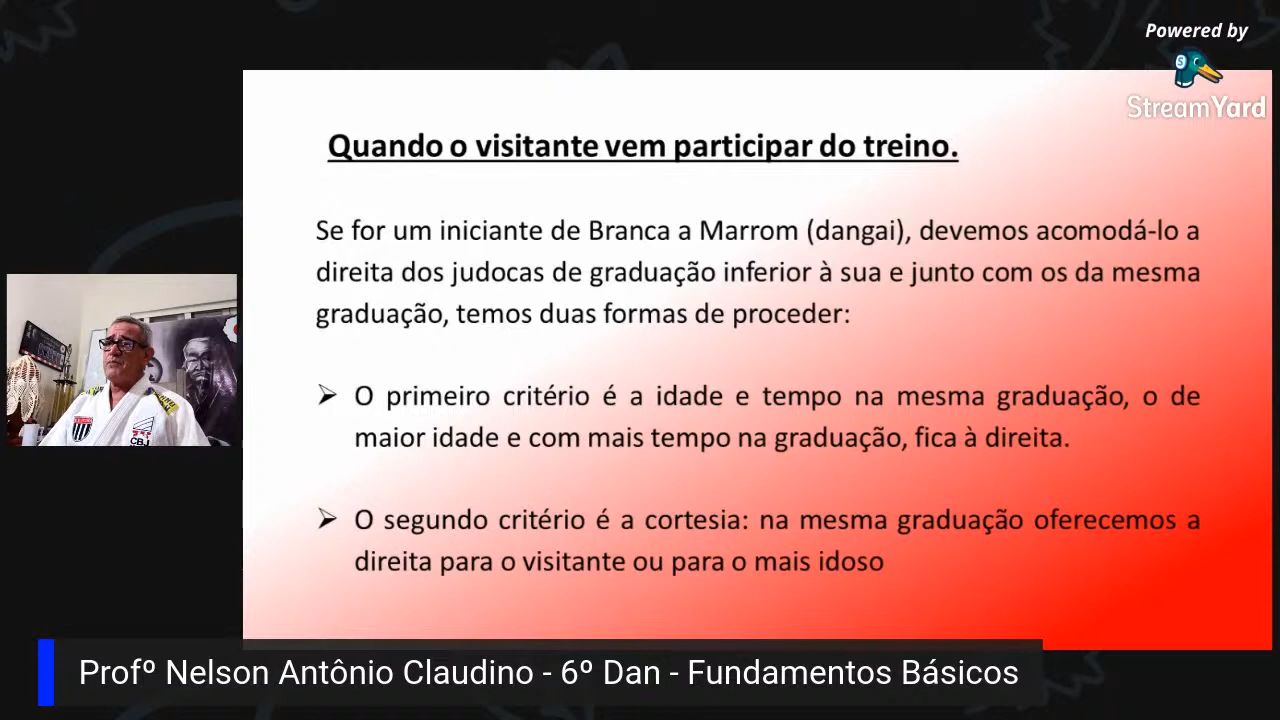 Powered by
StreamYard
Quando o visitante vem participar do treino.
Se for um iniciante de Branca a Marrom (dangai), devemos acomodá-lo a
direita dos judocas de graduação inferior à sua e junto com os da mesma
graduação, temos duas formas de proceder:
➢ O primeiro critério é a idade e tempo na mesma graduação, o de
maior idade e com mais tempo na graduação, fica à direita.
➢ O segundo critério é a cortesia: na mesma graduação oferecemos a
direita para o visitante ou para o mais idoso
CBJ
Profº Nelson Antônio Claudino - 6º Dan - Fundamentos Básicos